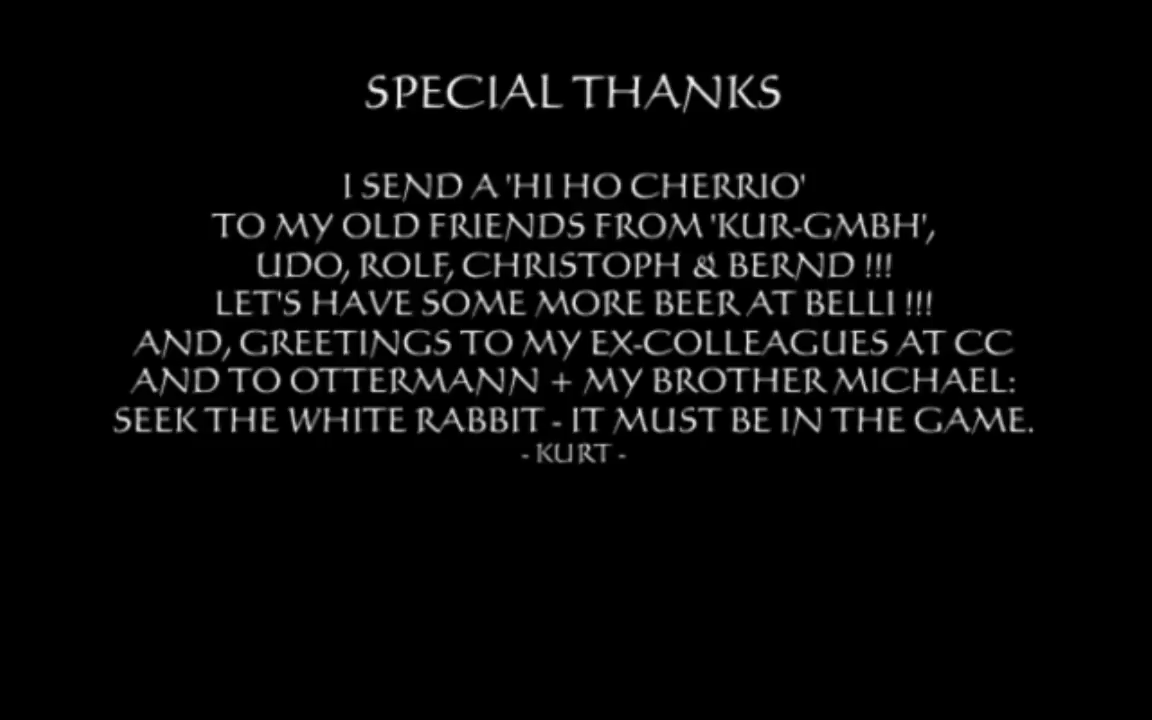 SPECIAL THANKS
I SEND A 'HI HO CHERRIO'
TO MY OLD FRIENDS FROM 'KUR-GMBH',
UDO, ROLF, CHRISTOPH & BERND !!!
LET'S HAVE SOME MORE BEER AT BELLI !!!
AND, GREETINGS TO MY EX-COLLEAGUES AT CC
AND TO OTTERMANN + MY BROTHER MICHAEL:
SEEK THE WHITE RABBIT - IT MUST BE IN THE GAME.
- KURT -